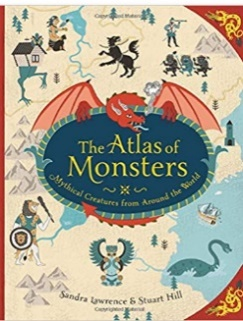 The Atlas of
Monsters
Mythical Creatures from Around the World
Sandra Lawrence & Stuart Hill